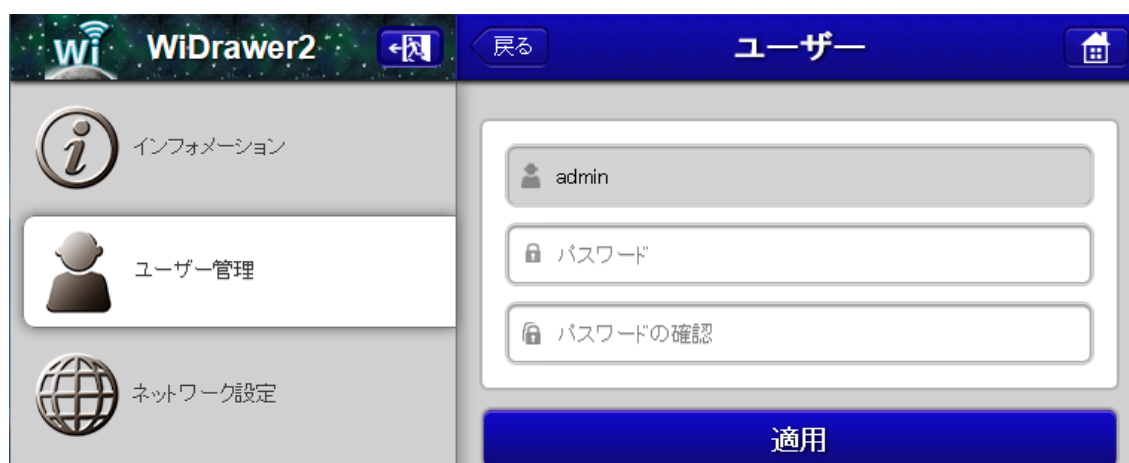 wi WiDrawer2
戻る ユーザー
インフォメーション
ユーザー管理
ネットワーク設定
admin
パスワード
パスワードの確認
適用